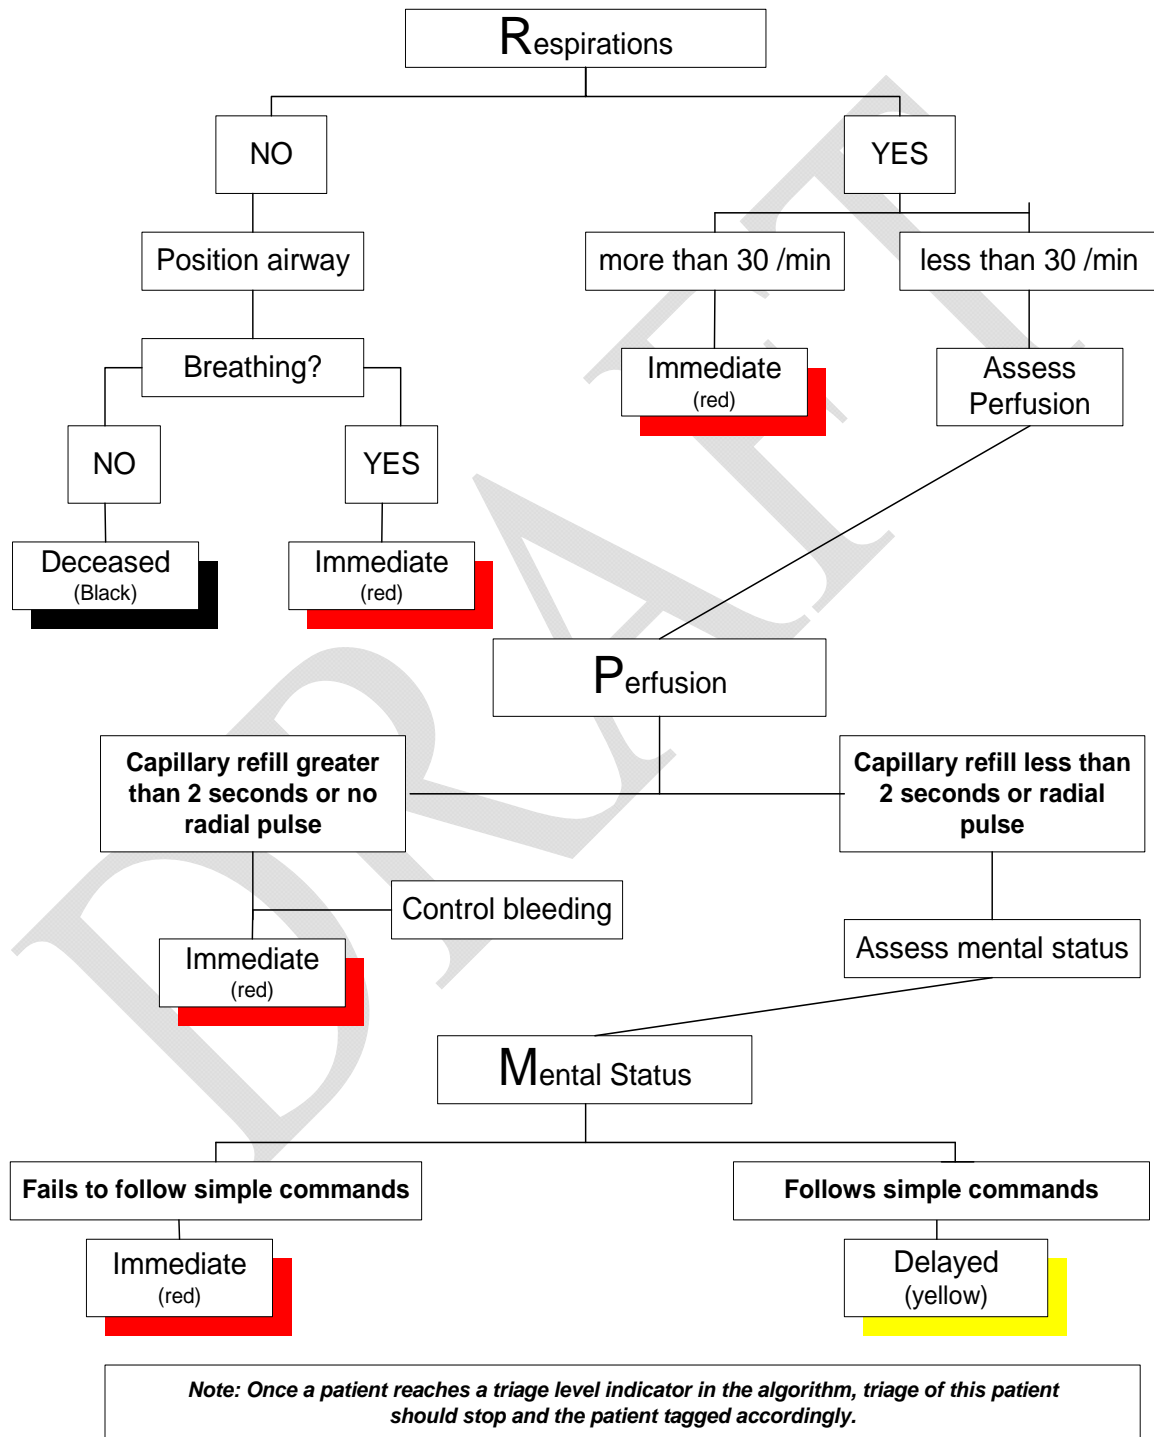 Respirations
NO
YES
Position airway
more than 30 /min
less than 30 /min
Breathing?
Immediate
(red)
Assess
Perfusion
NO
YES
Deceased
(Black)
Immediate
(red)
Perfusion
Capillary refill greater
than 2 seconds or no
radial pulse
Capillary refill less than
2 seconds or radial
pulse
Control bleeding
Immediate
(red)
Assess mental status
Mental Status
Fails to follow simple commands
Follows simple commands
Immediate
(red)
Delayed
(yellow)
Note: Once a patient reaches a triage level indicator in the algorithm, triage of this patient
should stop and the patient tagged accordingly.
DRAFT